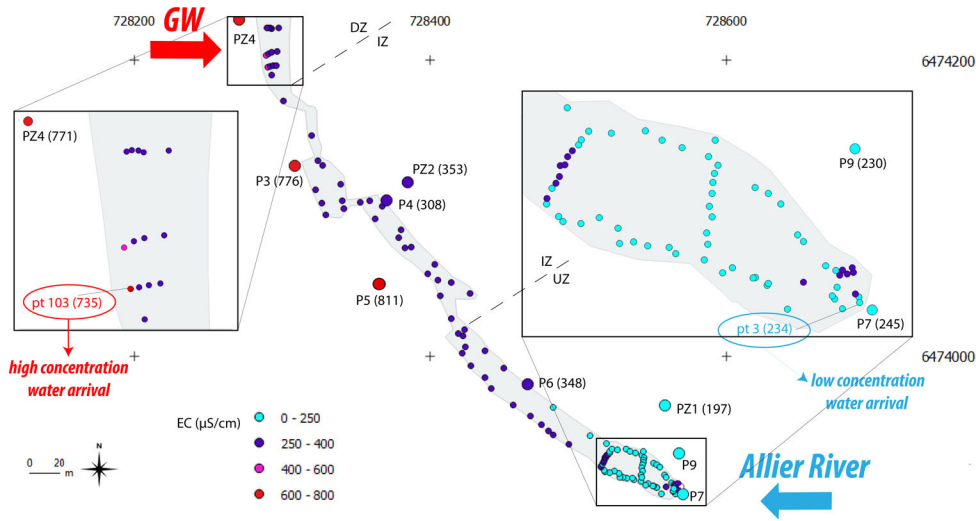 728200
728400
728600
GW
DZ
IZ
PZ4
6474200
PZ4 (771)
P9 (230)
PZ2 (353)
P3 (776)
P4 (308)
IZ
UZ
P5 (811)
pt 103 (735)
P7 (245)
pt 3 (234)
6474000
high concentration
water arrival
low concentration
water arrival
P6 (348)
PZ1 (197)
EC (µS/cm)
0 - 250
250 - 400
400 - 600
600 - 800
N
0 20
m
P9
P7
Allier River